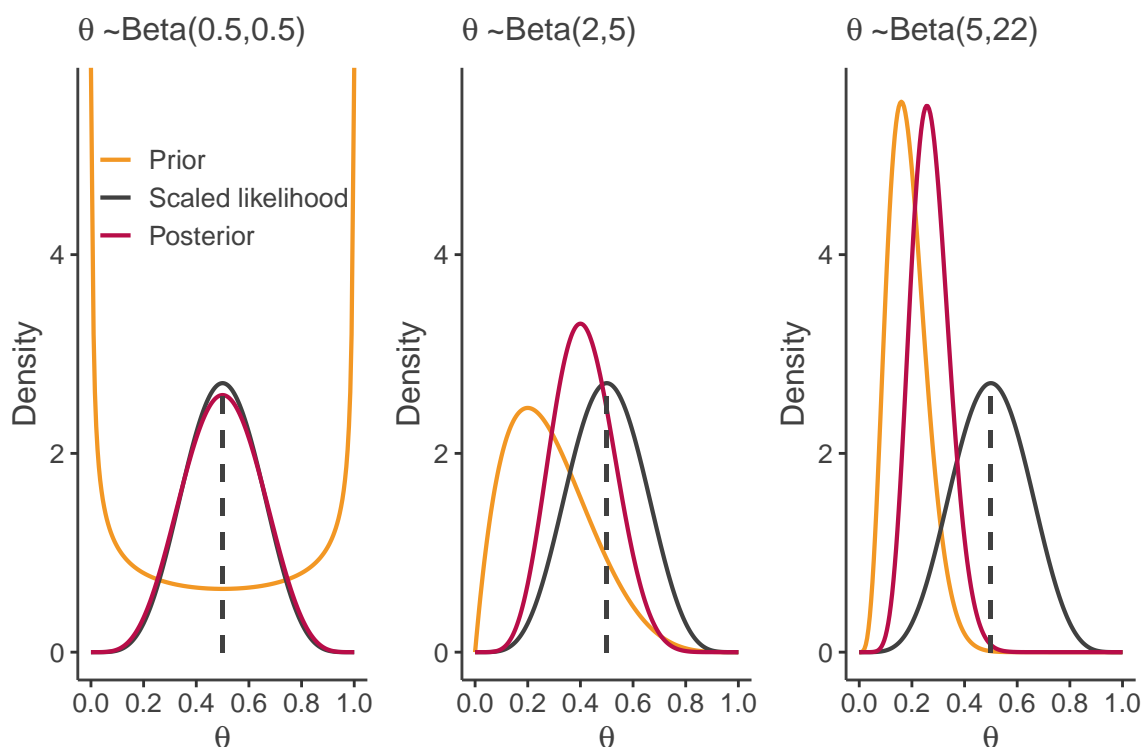 θ ~Beta(0.5,0.5)
Prior
Scaled likelihood
Posterior
4
2
0
Density
0.0 0.2 0.4 0.6 0.8 1.0
θ
θ ~Beta(2,5)
4
2
0
Density
0.0 0.2 0.4 0.6 0.8 1.0
θ
θ ~Beta(5,22)
4
2
0
Density
0.0 0.2 0.4 0.6 0.8 1.0
θ